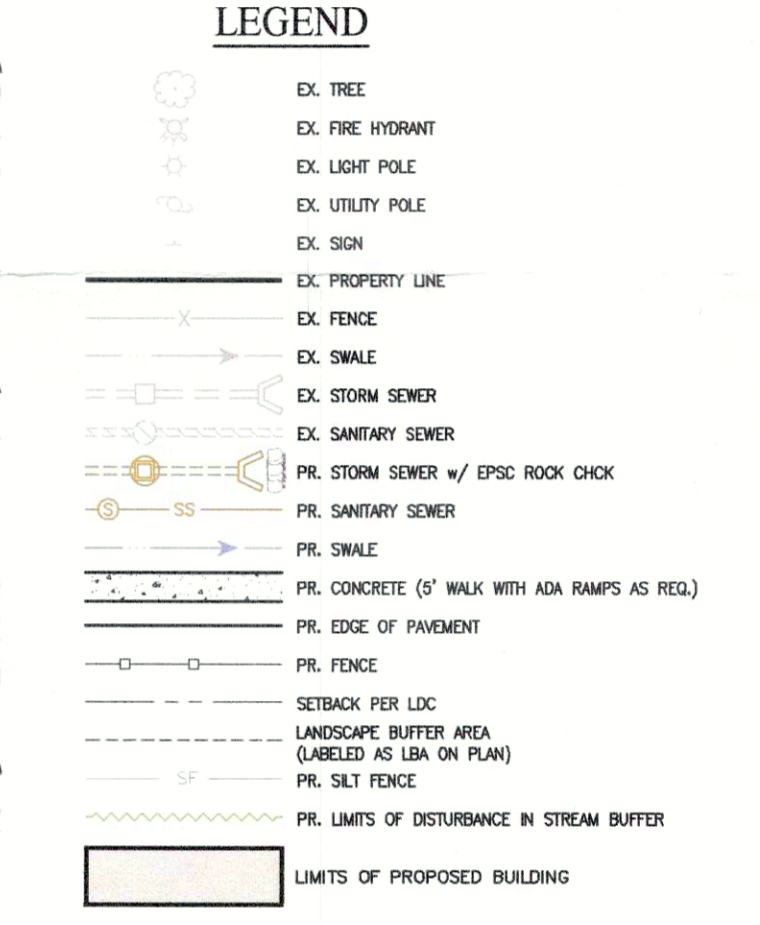 LEGEND
EX. TREE
EX. FIRE HYDRANT
EX. LIGHT POLE
EX. UTILITY POLE
EX. SIGN
EX. PROPERTY LINE
X EX. FENCE
EX. SWALE
EX. STORM SEWER
EX. SANITARY SEWER
PR. STORM SEWER w/ EPSC ROCK CHCK
S SS PR. SANITARY SEWER
PR. SWALE
PR. CONCRETE (5' WALK WITH ADA RAMPS AS REQ.)
PR. EDGE OF PAVEMENT
PR. FENCE
SETBACK PER LDC
LANDSCAPE BUFFER AREA
(LABELED AS LBA ON PLAN)
SF PR. SILT FENCE
PR. LIMITS OF DISTURBANCE IN STREAM BUFFER
LIMITS OF PROPOSED BUILDING